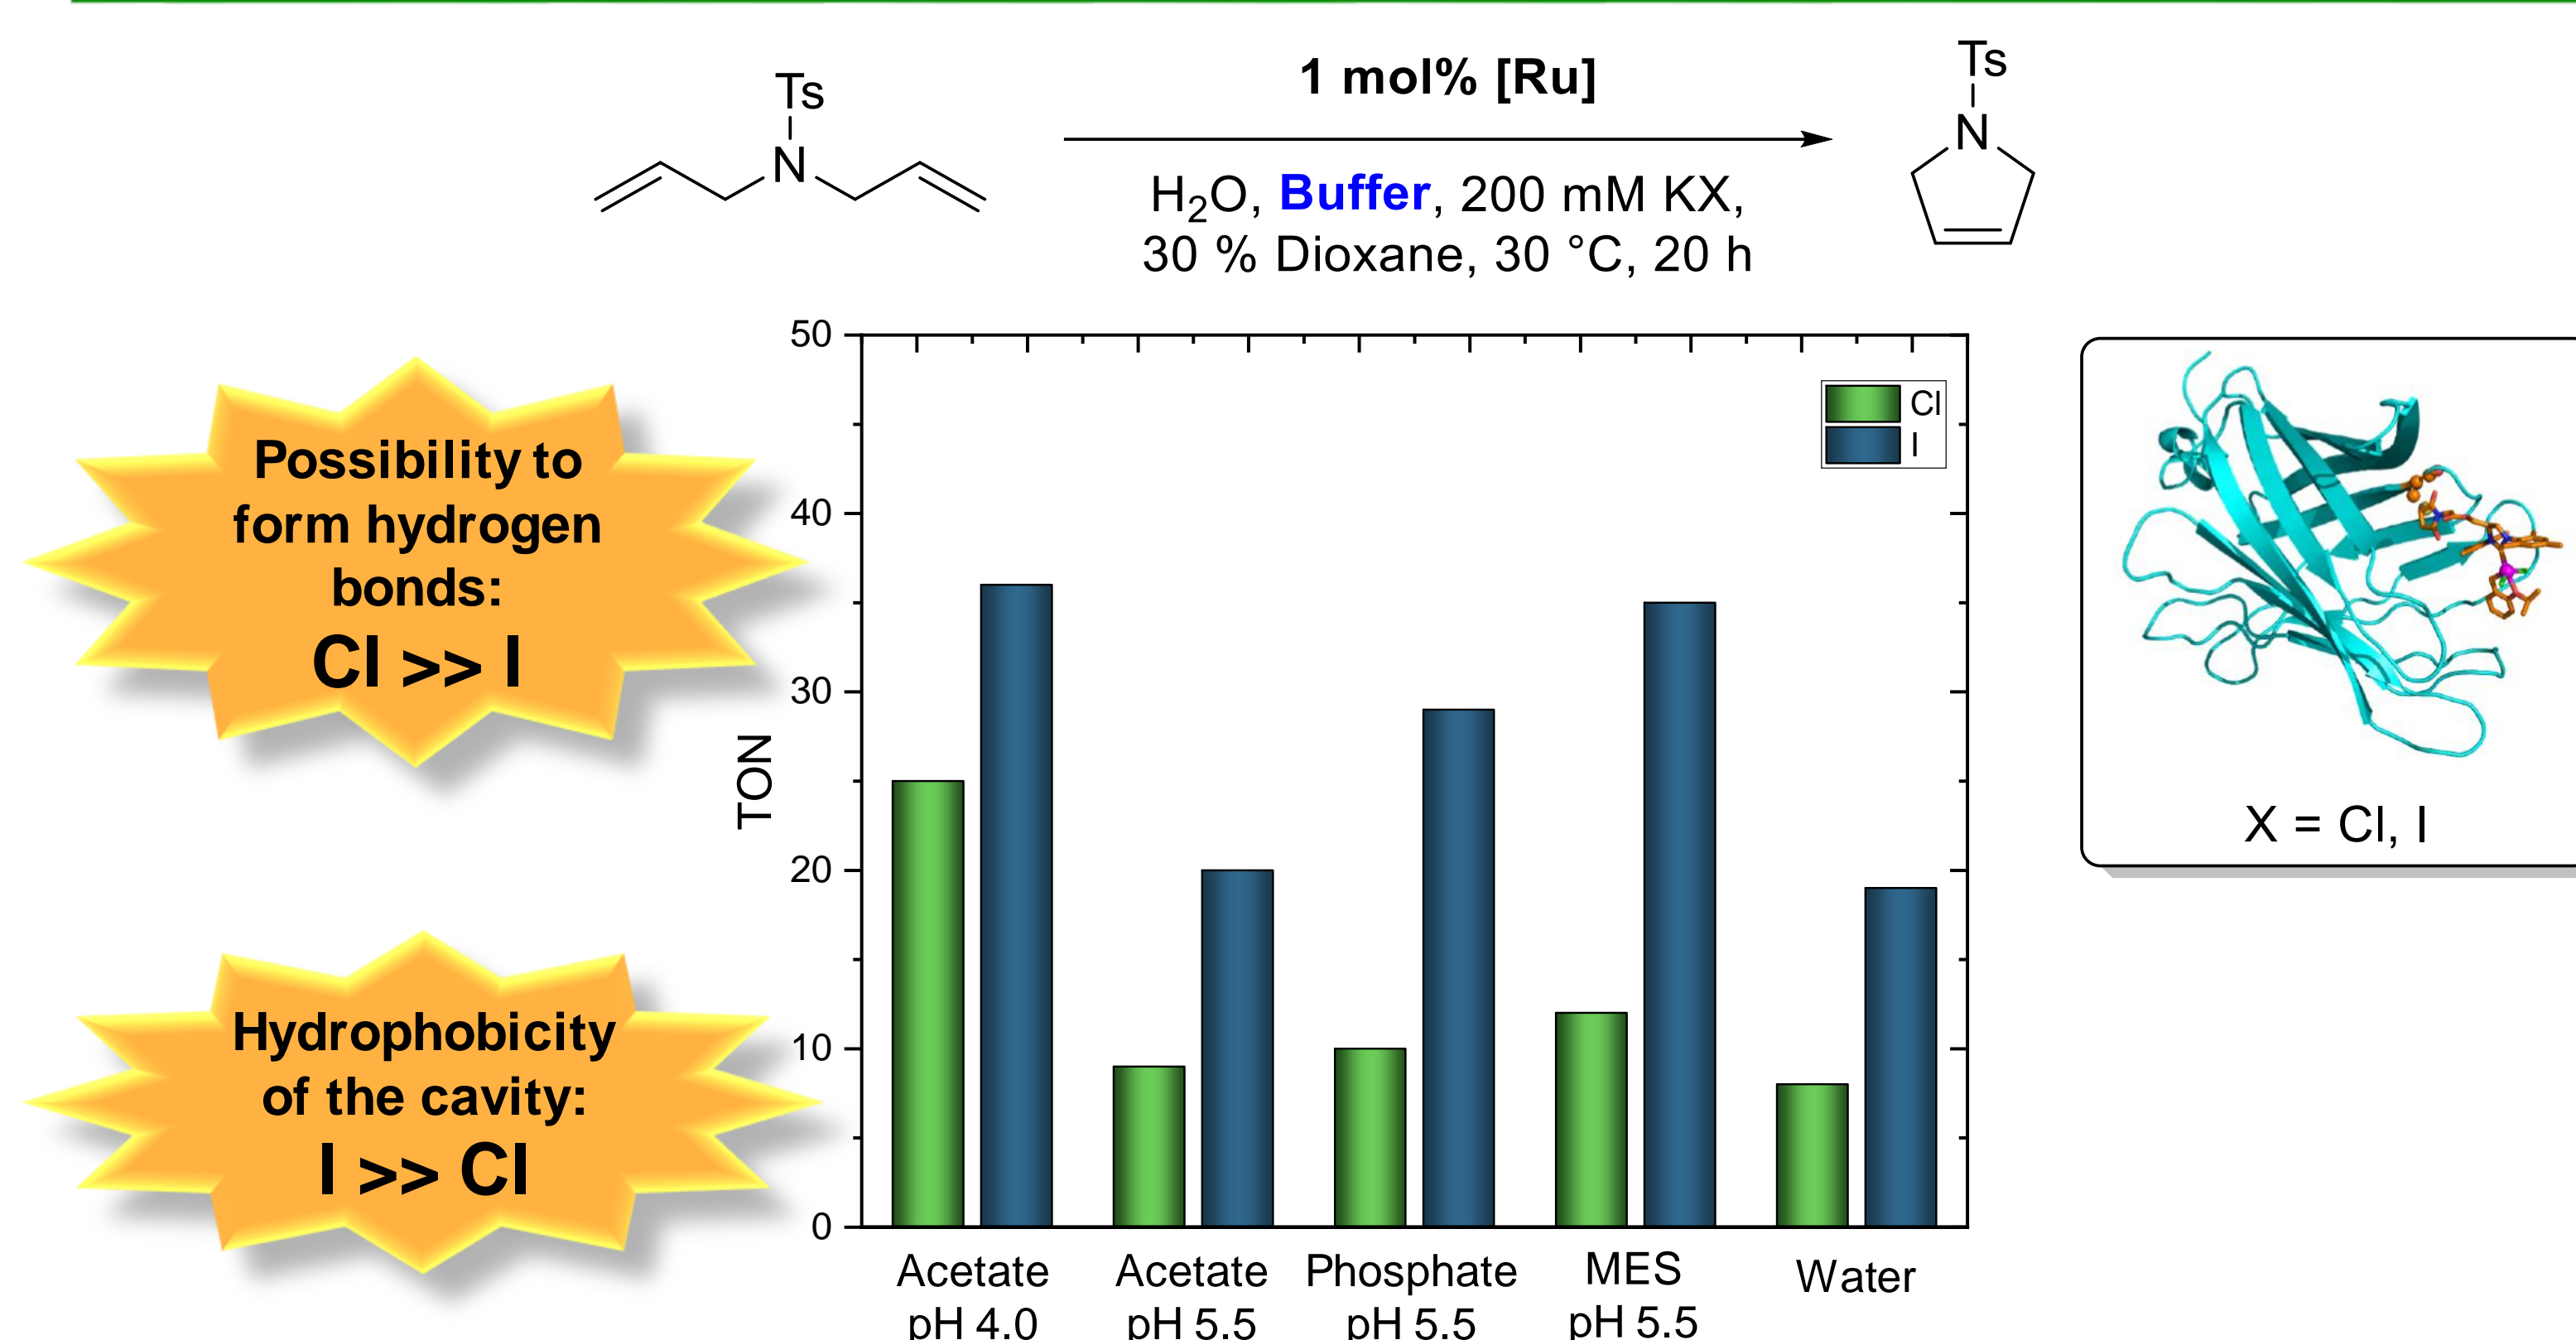 Ts
N
1 mol% [Ru]
H₂O, Buffer, 200 mM KX,
30 % Dioxane, 30 °C, 20 h
Ts
N
Possibility to
form hydrogen
bonds:
Cl >> I
Hydrophobicity
of the cavity:
I >> Cl
TON
50
40
30
20
10
0
Cl
I
Acetate
pH 4.0
Acetate
pH 5.5
Phosphate
pH 5.5
MES
pH 5.5
Water
X = Cl, I